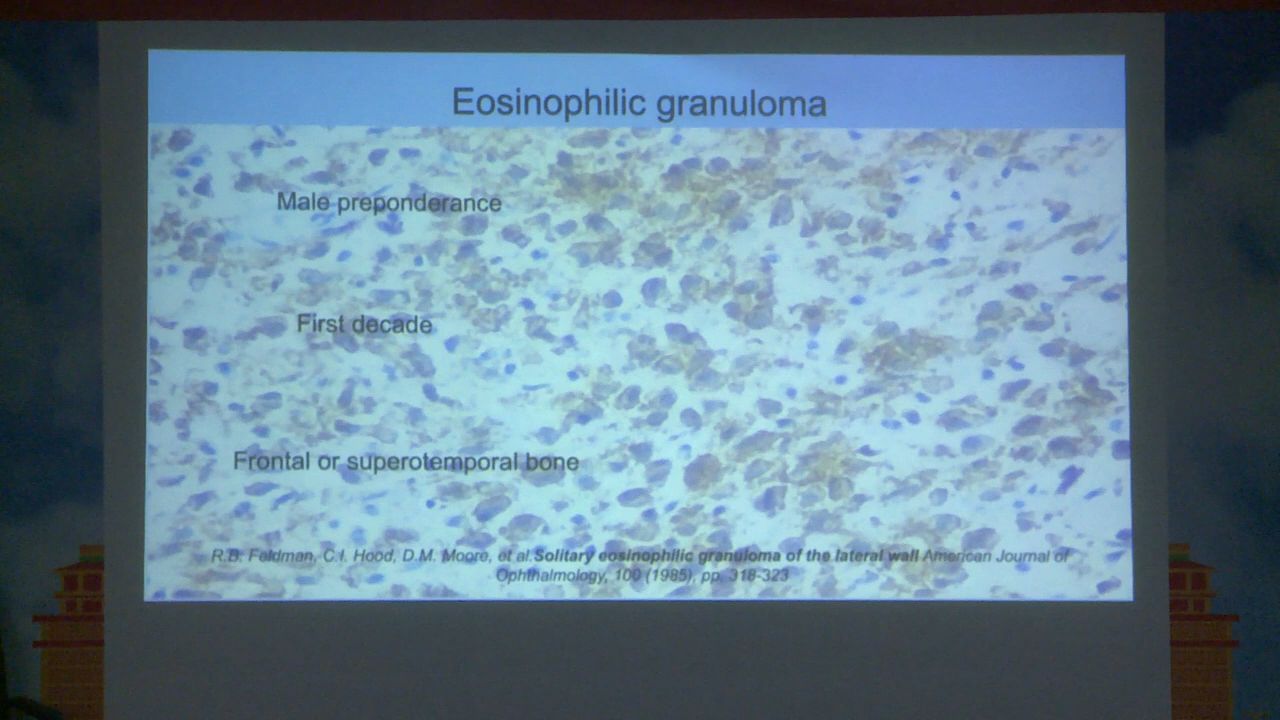 Eosinophilic granuloma
Male preponderance
First decade
Frontal or superotemporal bone
R.B. Feldman, C.I. Hood, D.M. Moore, et al.Solitary eosinophilic granuloma of the lateral wall American Journal of
Ophthalmology, 100 (1985), pp. 318-323